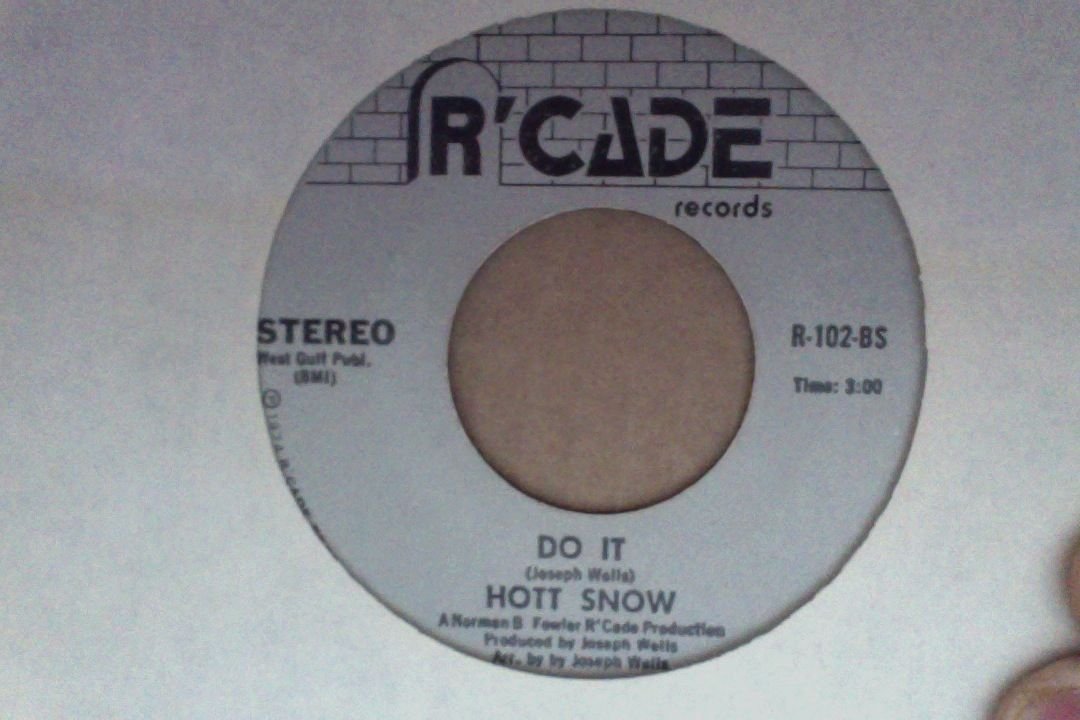 R'CADE
records
STEREO
West Gulf Publ.
(BMI)
R-102-BS
Time: 3:00
DO IT
(Joseph Wells)
HOTT SNOW
A Norman B Fowler R'Cade Production
Produced by Joseph Wells
Arr. by by Joseph Wells